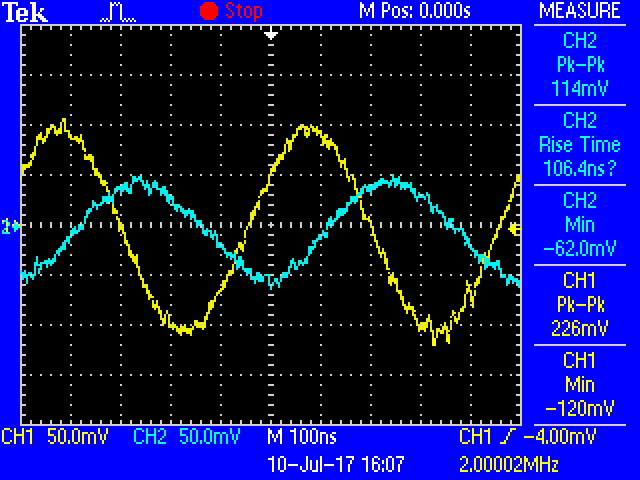 Tek Stop M Pos: 0.000s MEASURE
CH2
Pk-Pk
114mV
CH2
Rise Time
106.4ns?
CH2
Min
-62.0mV
CH1
Pk-Pk
226mV
CH1
Min
-120mV
CH1 50.0mV CH2 50.0mV M 100ns CH1 -4.00mV
10-Jul-17 16:07 2.00002MHz